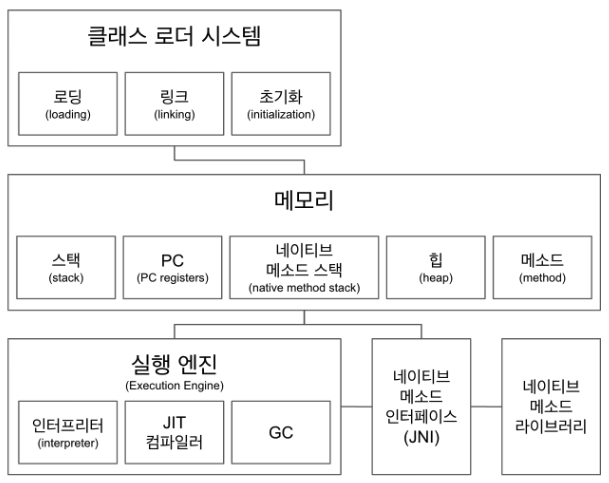 클래스 로더 시스템
로딩
(loading)
링크
(linking)
초기화
(initialization)
메모리
스택
(stack)
PC
(PC registers)
네이티브
메소드 스택
(native method stack)
힙
(heap)
메소드
(method)
실행 엔진
(Execution Engine)
인터프리터
(interpreter)
JIT
컴파일러
GC
네이티브
메소드
인터페이스
(JNI)
네이티브
메소드
라이브러리